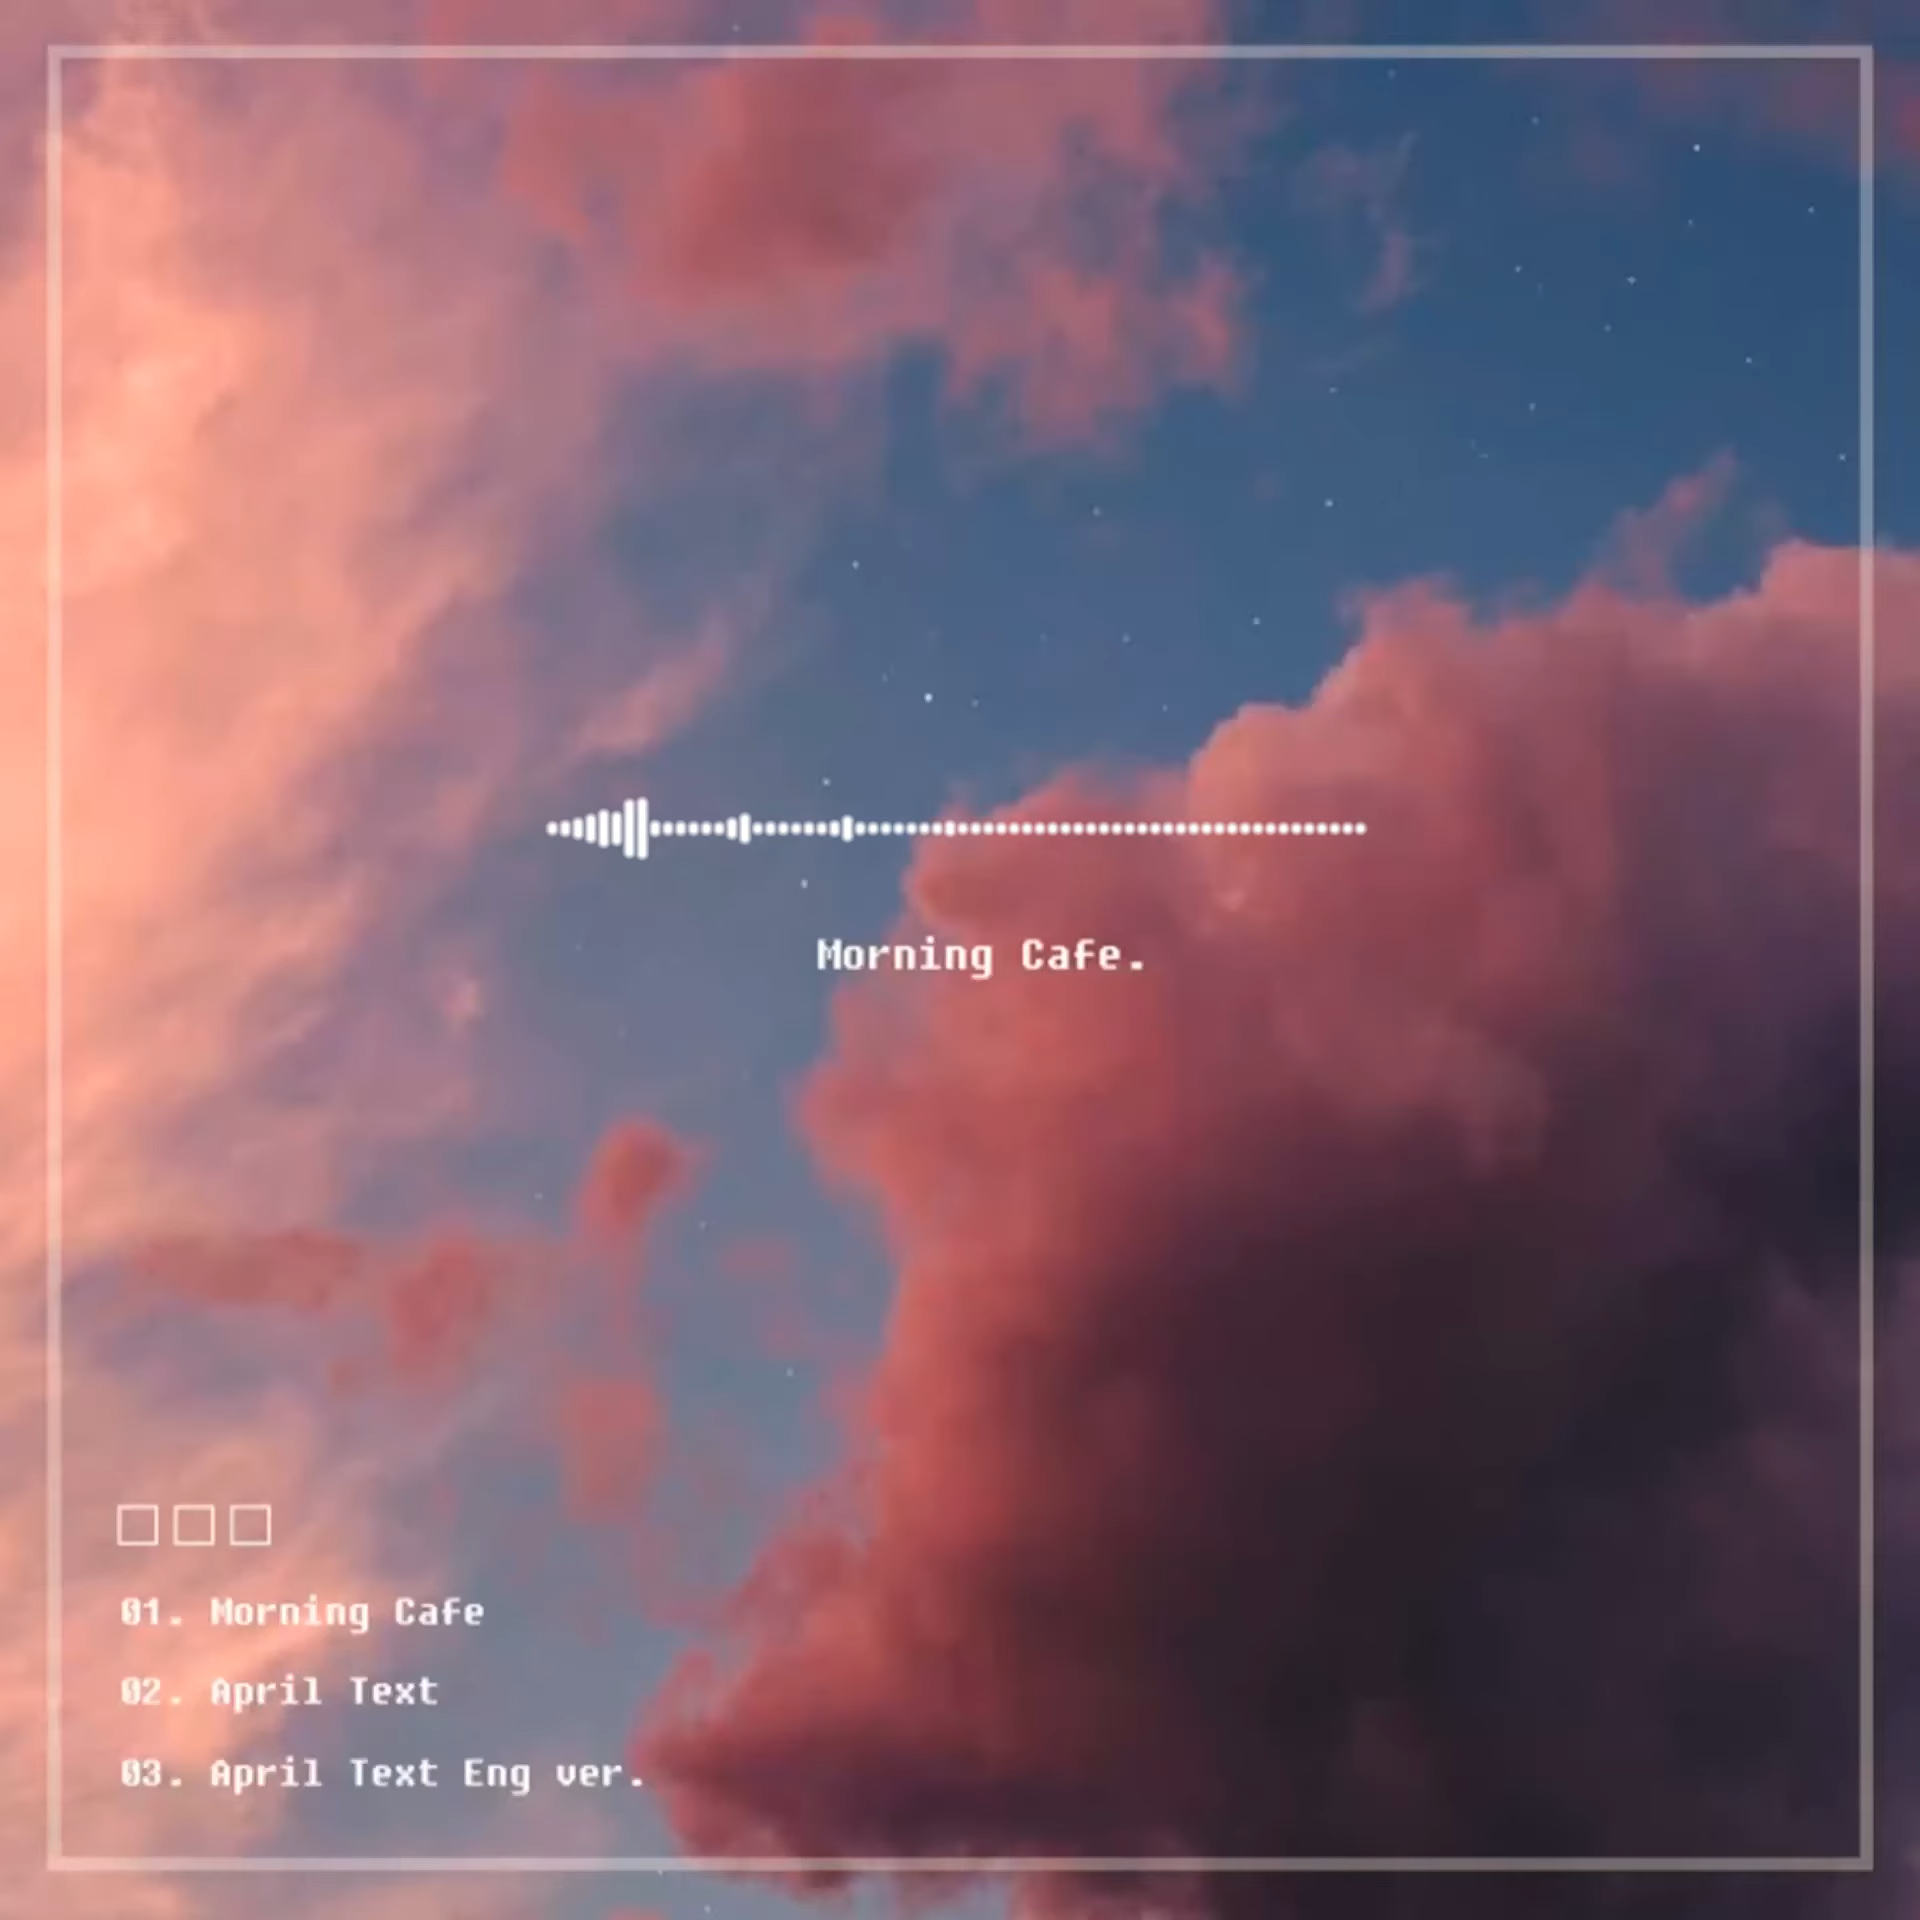 Morning Cafe.
01. Morning Cafe
02. April Text
03. April Text Eng ver.